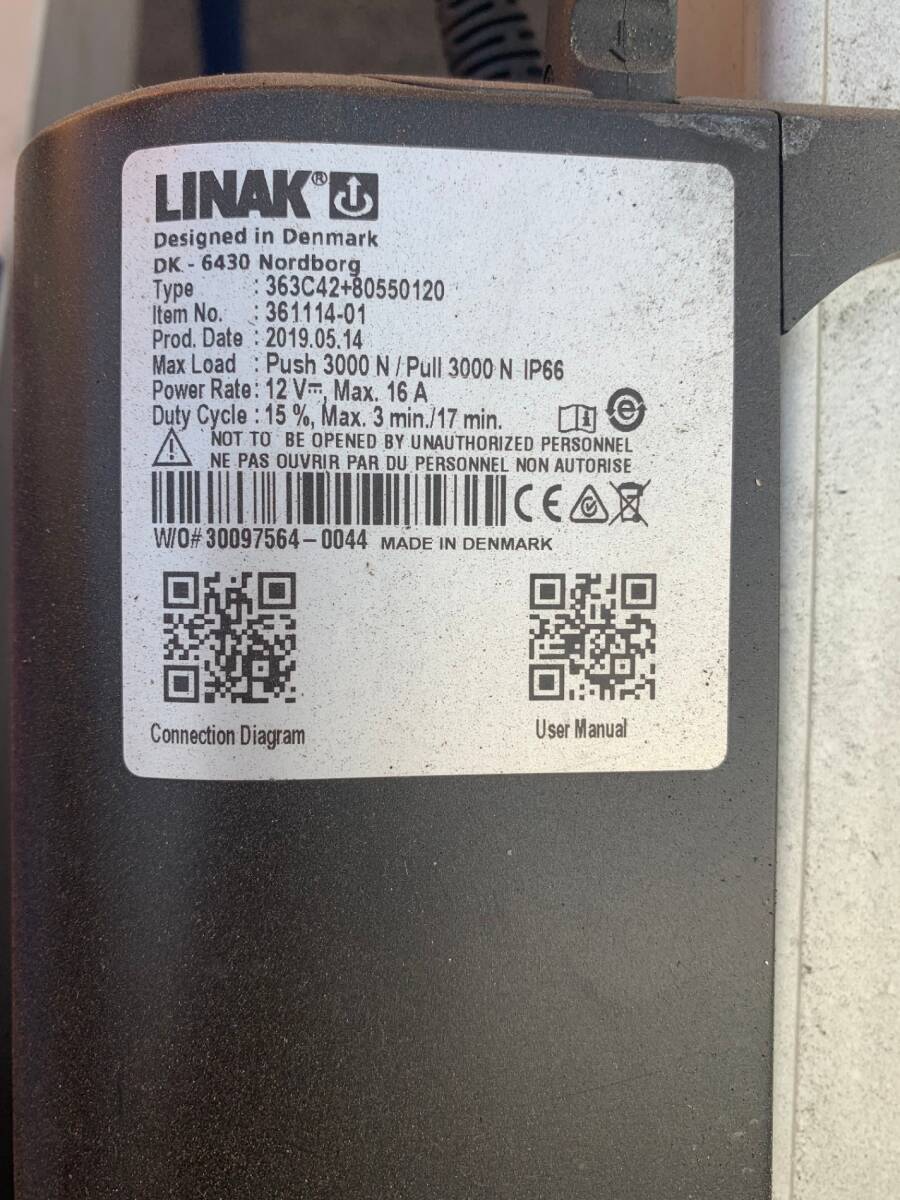 LINAK®
Designed in Denmark
DK - 6430 Nordborg
Type : 363C42+80550120
Item No. : 361114-01
Prod. Date : 2019.05.14
Max Load : Push 3000 N / Pull 3000 N IP66
Power Rate : 12 V⎓, Max. 16 A
Duty Cycle : 15 %, Max. 3 min./17 min.
NOT TO BE OPENED BY UNAUTHORIZED PERSONNEL
NE PAS OUVRIR PAR DU PERSONNEL NON AUTORISE
CE
W/O# 30097564-0044 MADE IN DENMARK
Connection Diagram
User Manual